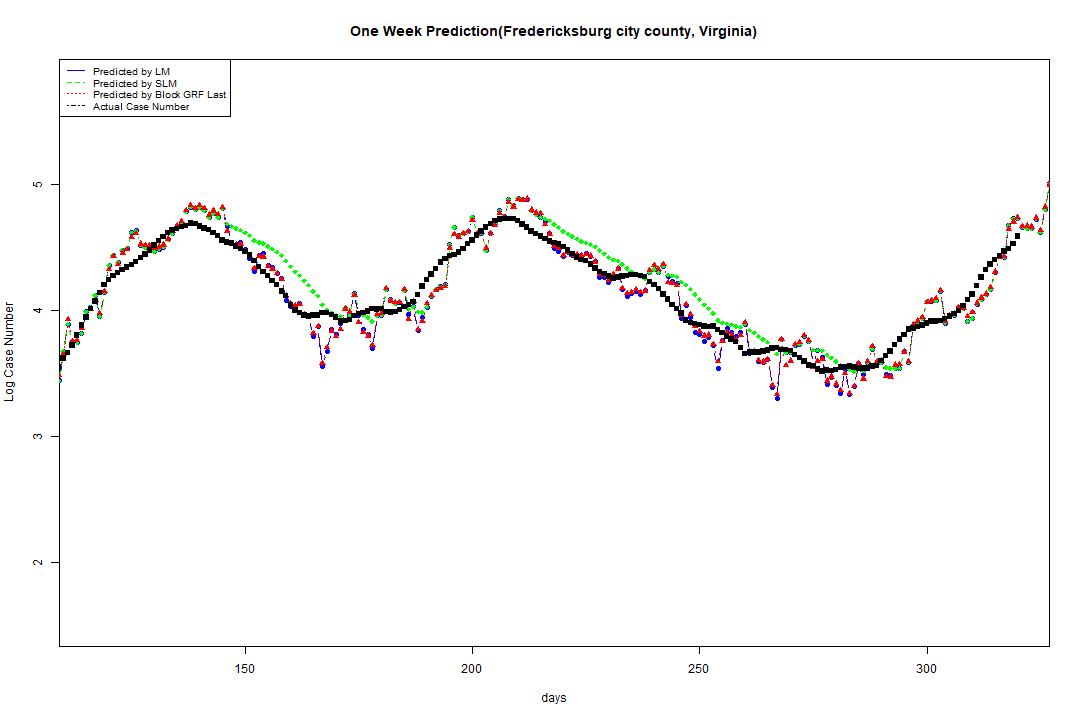 One Week Prediction(Fredericksburg city county, Virginia)
Predicted by LM
Predicted by SLM
Predicted by Block GRF Last
Actual Case Number
5
4
3
2
Log Case Number
150 200 250 300
days